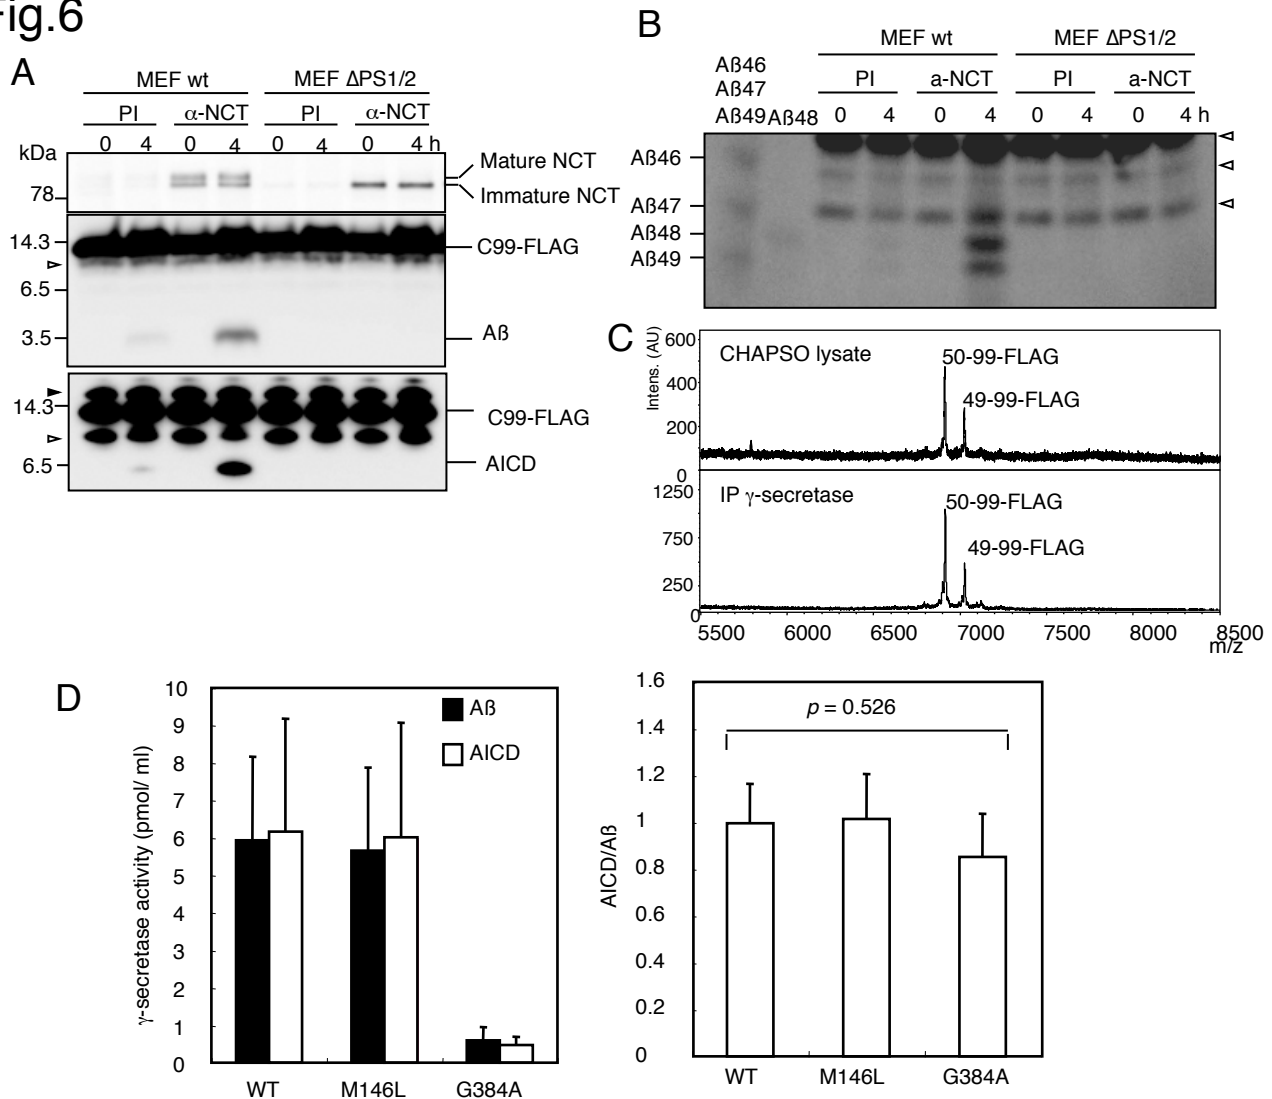 Fig.6
A
MEF wt
MEF ΔPS1/2
PI
α-NCT
PI
α-NCT
0 4 0 4 0 4 0 4 h
kDa
78
Mature NCT
Immature NCT
14.3
C99-FLAG
6.5
3.5
Aß
14.3
C99-FLAG
6.5
AICD
B
MEF wt
MEF ΔPS1/2
Aß46
Aß47
Aß49 Aß48
PI
a-NCT
PI
a-NCT
0 4 0 4 0 4 0 4 h
Aß46
Aß47
Aß48
Aß49
C
Intens. (AU)
600
400
200
0
CHAPSO lysate
50-99-FLAG
49-99-FLAG
1250
750
250
0
IP γ-secretase
50-99-FLAG
49-99-FLAG
5500 6000 6500 7000 7500 8000 8500
m/z
D
γ-secretase activity (pmol/ ml)
10
9
8
7
6
5
4
3
2
1
0
Aß
AICD
WT M146L G384A
AICD/Aß
1.6
1.4
1.2
1
0.8
0.6
0.4
0.2
0
p = 0.526
WT M146L G384A